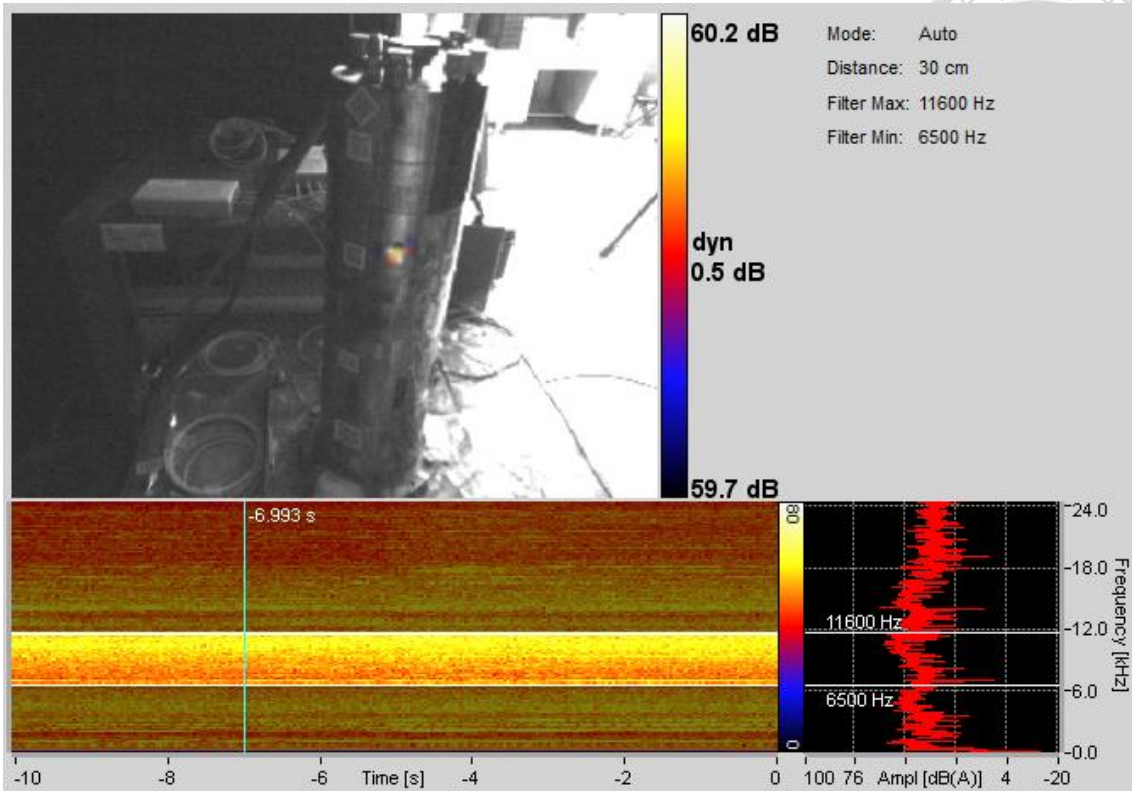 60.2 dB
dyn
0.5 dB
59.7 dB
Mode: Auto
Distance: 30 cm
Filter Max: 11600 Hz
Filter Min: 6500 Hz
-6.993 s
80
0
11600 Hz
6500 Hz
24.0
18.0
12.0
6.0
0.0
Frequency [kHz]
-10 -8 -6 Time [s] -4 -2 0
100 76 Ampl [dB(A)] 4 -20